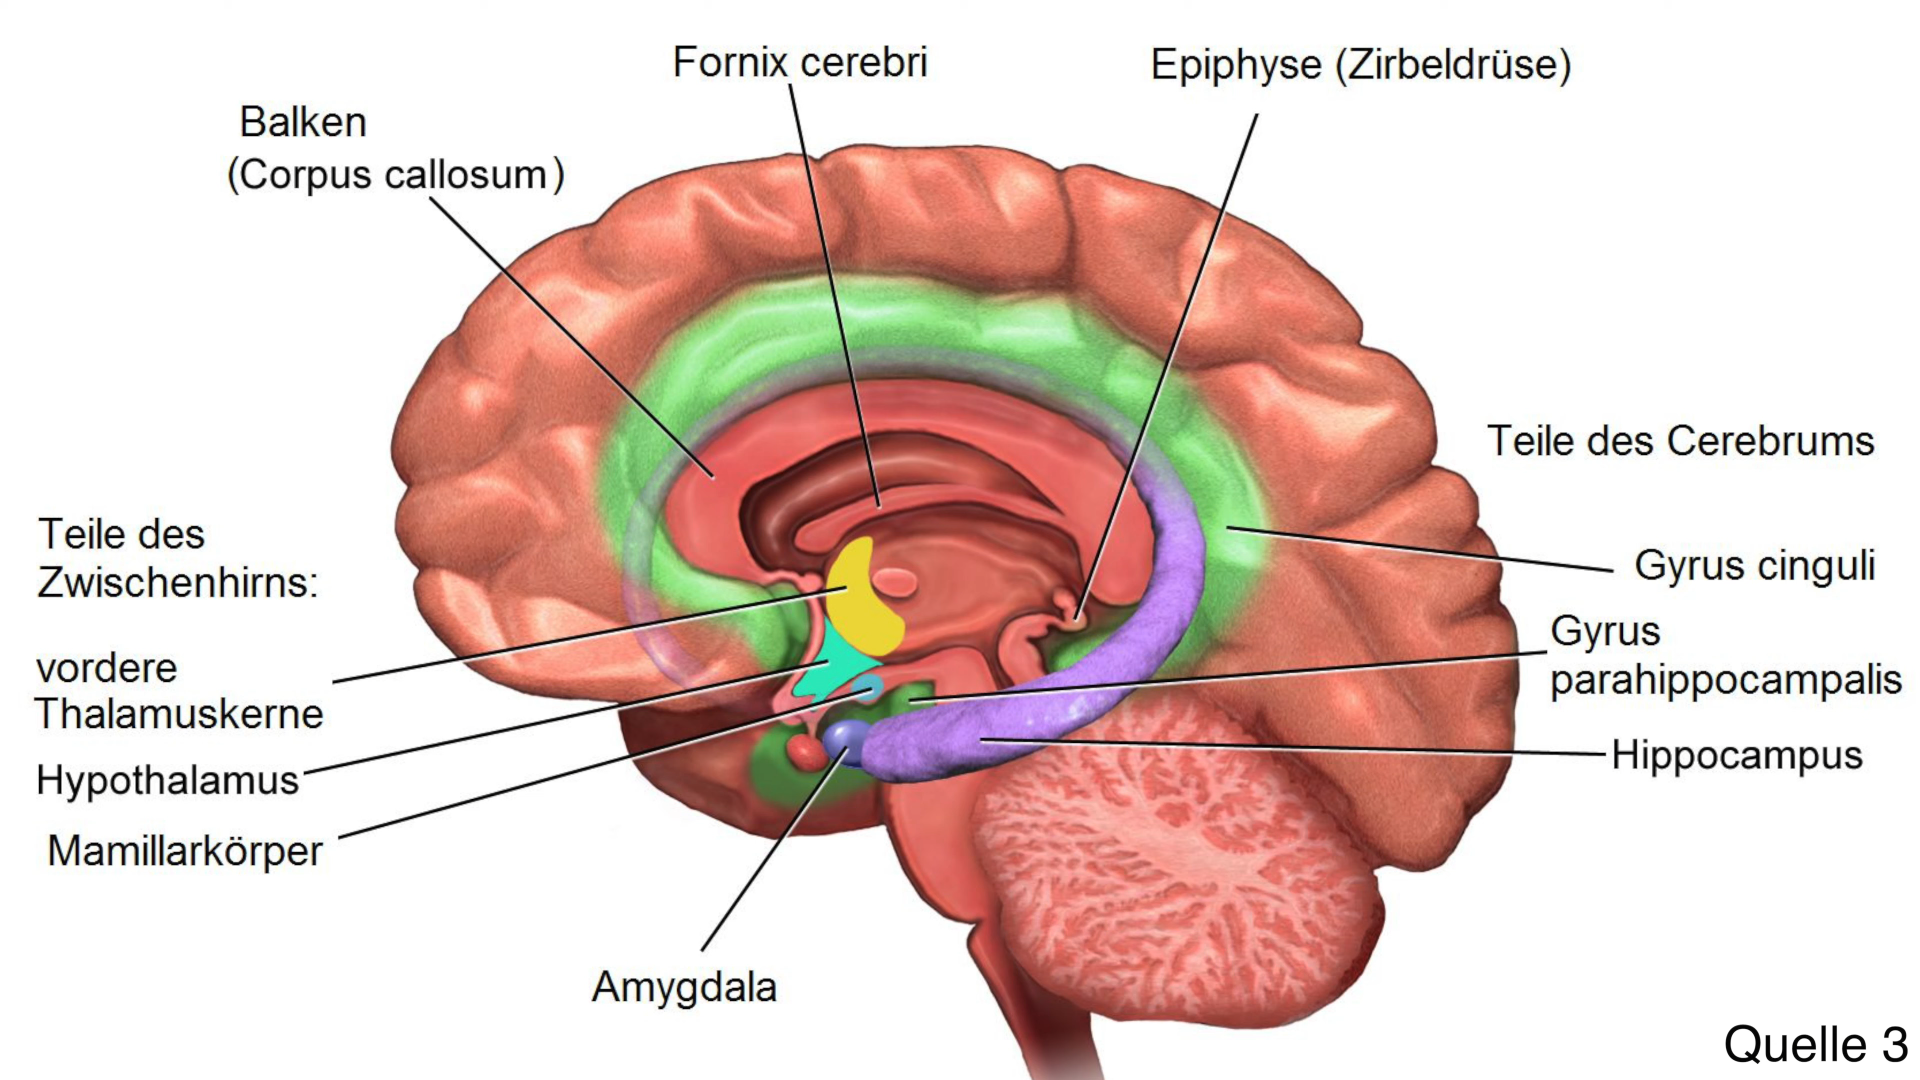 Fornix cerebri
Epiphyse (Zirbeldrüse)
Balken
(Corpus callosum)
Teile des Cerebrums
Teile des
Zwischenhirns:
Gyrus cinguli
Gyrus
parahippocampalis
vordere
Thalamuskerne
Hippocampus
Hypothalamus
Mamillarkörper
Amygdala
Quelle 3